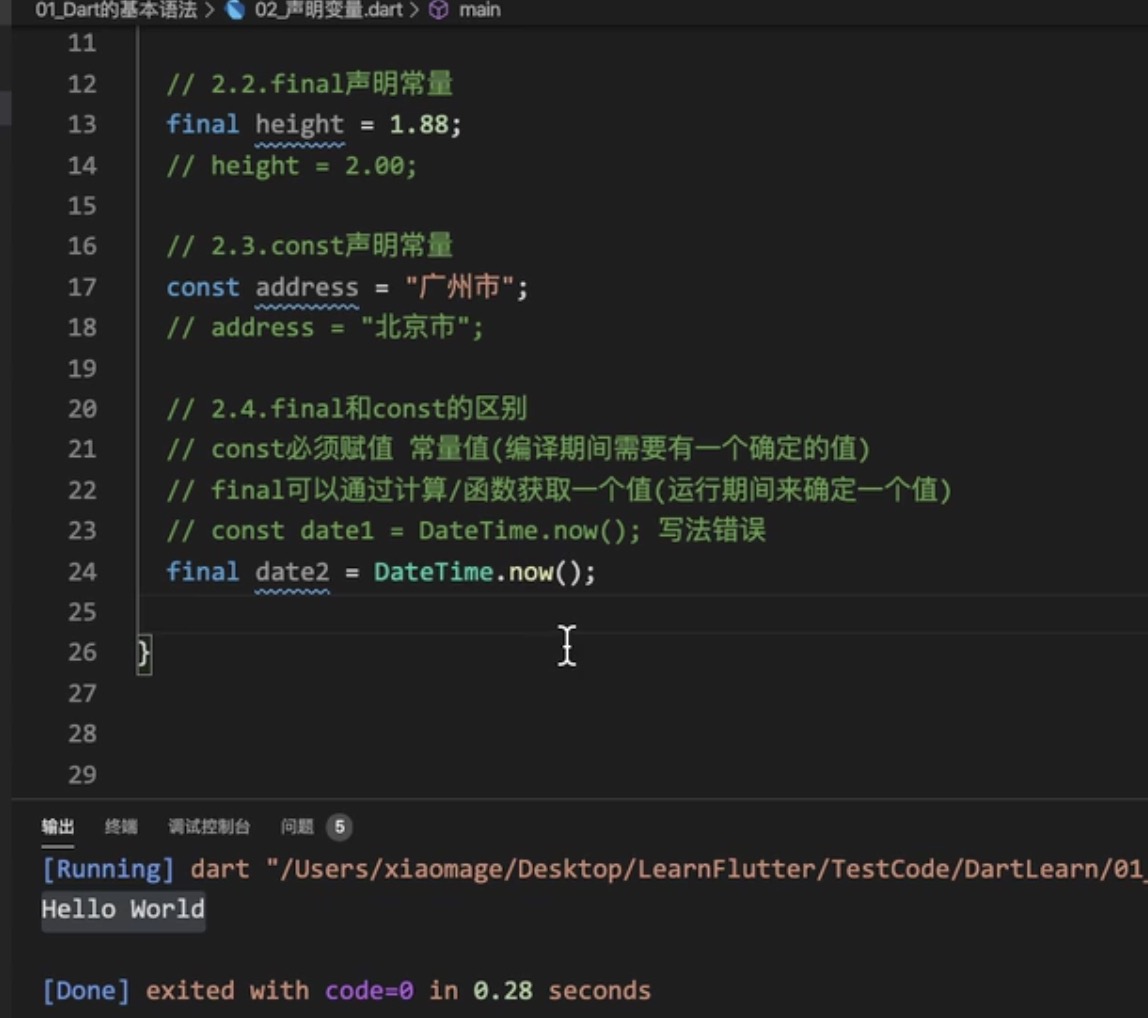 01_Dart的基本语法 > 02_声明变量.dart > main
11
12 // 2.2.final声明常量
13 final height = 1.88;
14 // height = 2.00;
15
16 // 2.3.const声明常量
17 const address = "广州市";
18 // address = "北京市";
19
20 // 2.4.final和const的区别
21 // const必须赋值 常量值(编译期间需要有一个确定的值)
22 // final可以通过计算/函数获取一个值(运行期间来确定一个值)
23 // const date1 = DateTime.now(); 写法错误
24 final date2 = DateTime.now();
25
26 }
27
28
29
输出 终端 调试控制台 问题 5
[Running] dart "/Users/xiaomage/Desktop/LearnFlutter/TestCode/DartLearn/01_
Hello World
[Done] exited with code=0 in 0.28 seconds